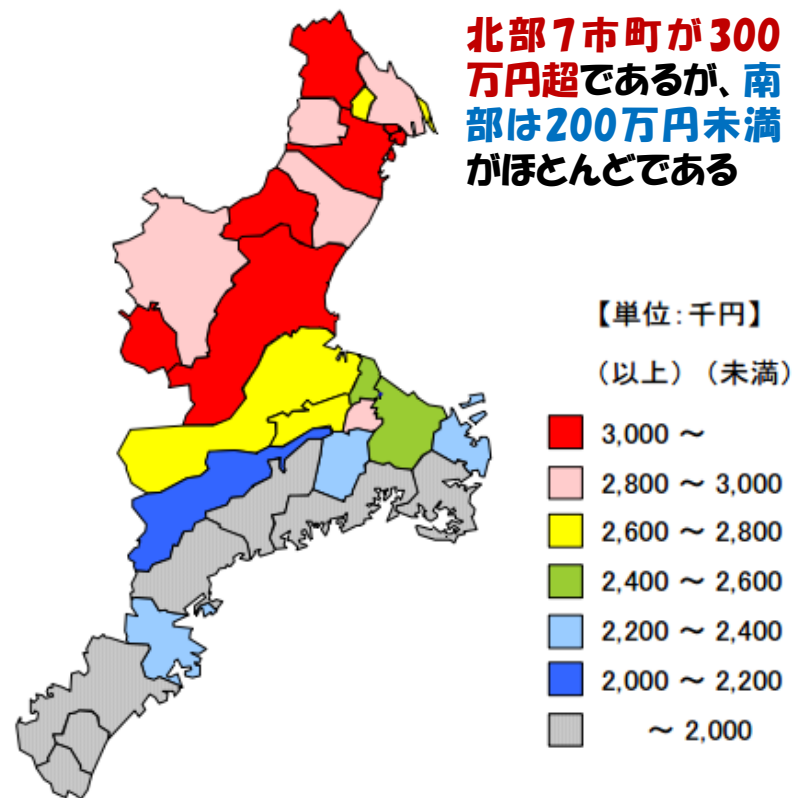 北部7市町が300
万円超であるが、南
部は200万円未満
がほとんどである
【単位:千円】
(以上)(未満)
3,000 ～
2,800 ～ 3,000
2,600 ～ 2,800
2,400 ～ 2,600
2,200 ～ 2,400
2,000 ～ 2,200
～ 2,000